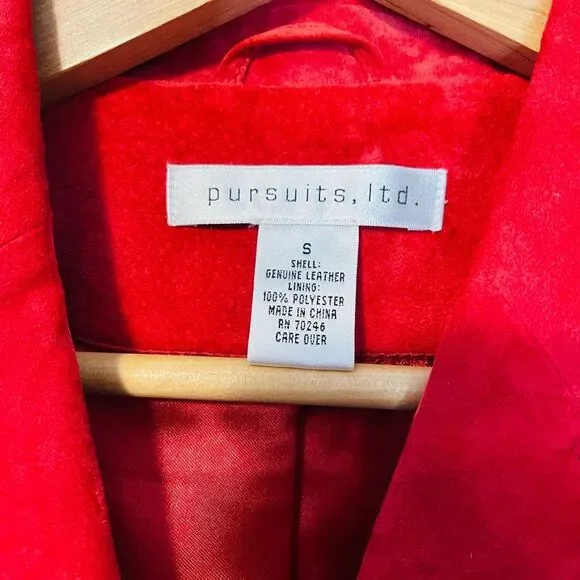 pursuits, ltd.
S
SHELL:
GENUINE LEATHER
LINING:
100% POLYESTER
MADE IN CHINA
RN 70246
CARE OVER